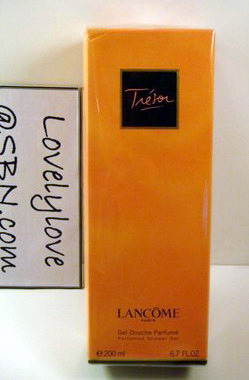 Lovelylove
@SBN.com
Trésor
LANCÔME
PARIS
Gel Douche Parfumé
Perfumed Shower Gel
℮200 ml 6.7 FL.OZ.